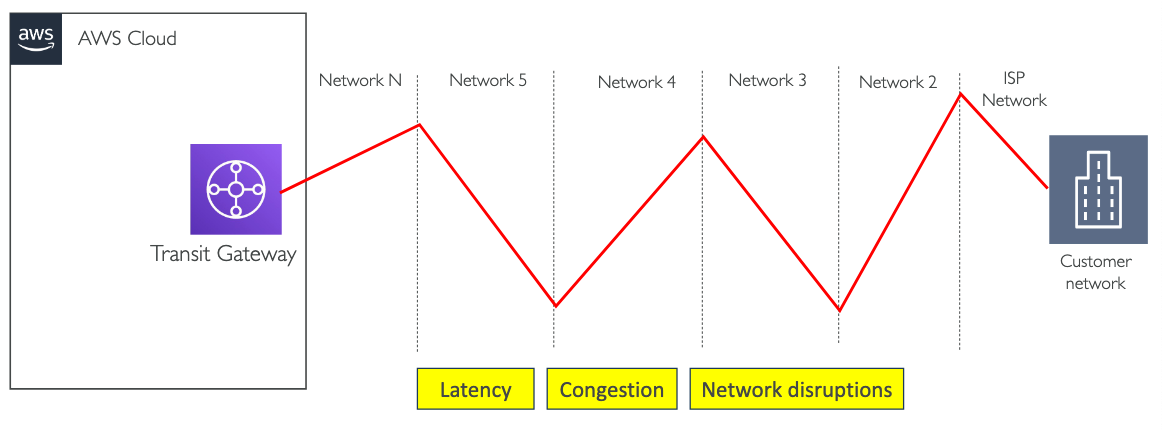 aws
AWS Cloud
Network N
Network 5
Network 4
Network 3
Network 2
ISP
Network
Transit Gateway
Customer
network
Latency
Congestion
Network disruptions